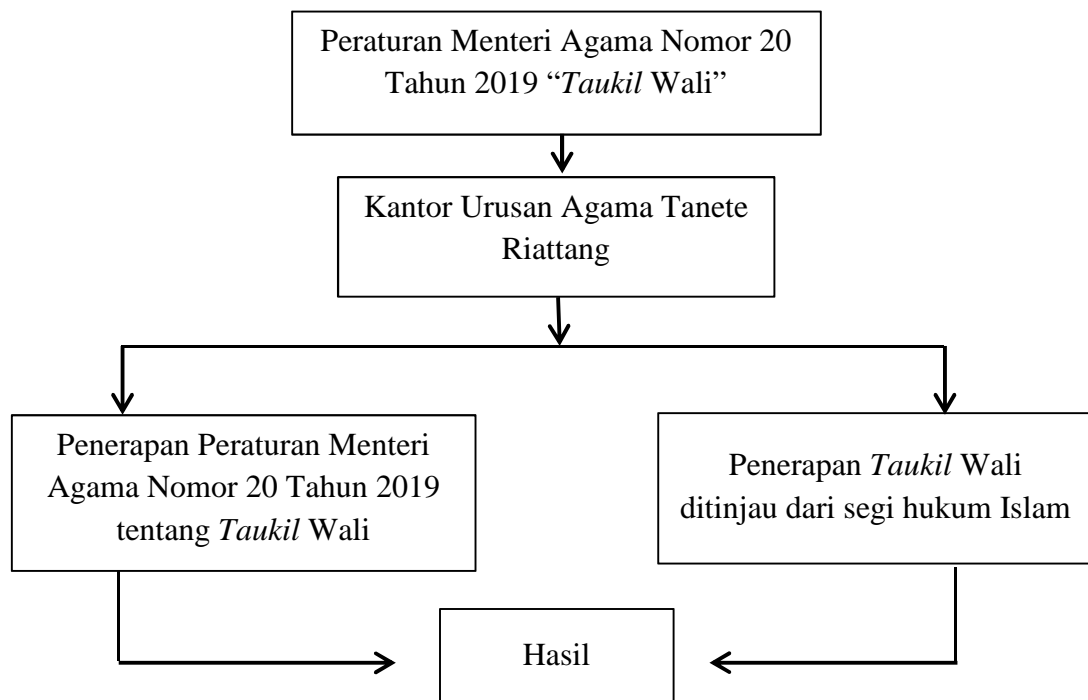 Peraturan Menteri Agama Nomor 20
Tahun 2019 “Taukil Wali”
Kantor Urusan Agama Tanete
Riattang
Penerapan Peraturan Menteri
Agama Nomor 20 Tahun 2019
tentang Taukil Wali
Penerapan Taukil Wali
ditinjau dari segi hukum Islam
Hasil